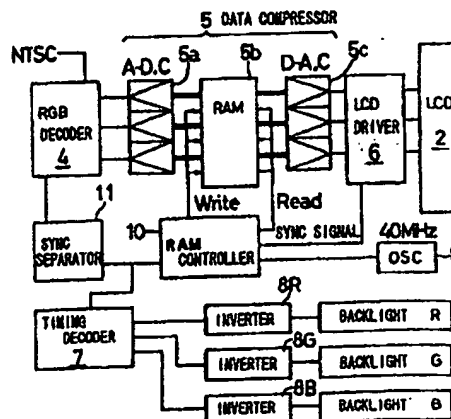 5 DATA COMPRESSOR
NTSC
A-D.C 5a
5b
D-A.C 5c
RGB
DECODER
4
RAM
LCD
DRIVER
6
LCD
2
11
Write
Read
SYNC
SEPARATOR
10
RAM
CONTROLLER
SYNC SIGNAL
40MHz
OSC
TIMING
DECODER
7
8R
INVERTER
BACKLIGHT R
8G
INVERTER
BACKLIGHT G
8B
INVERTER
BACKLIGHT B